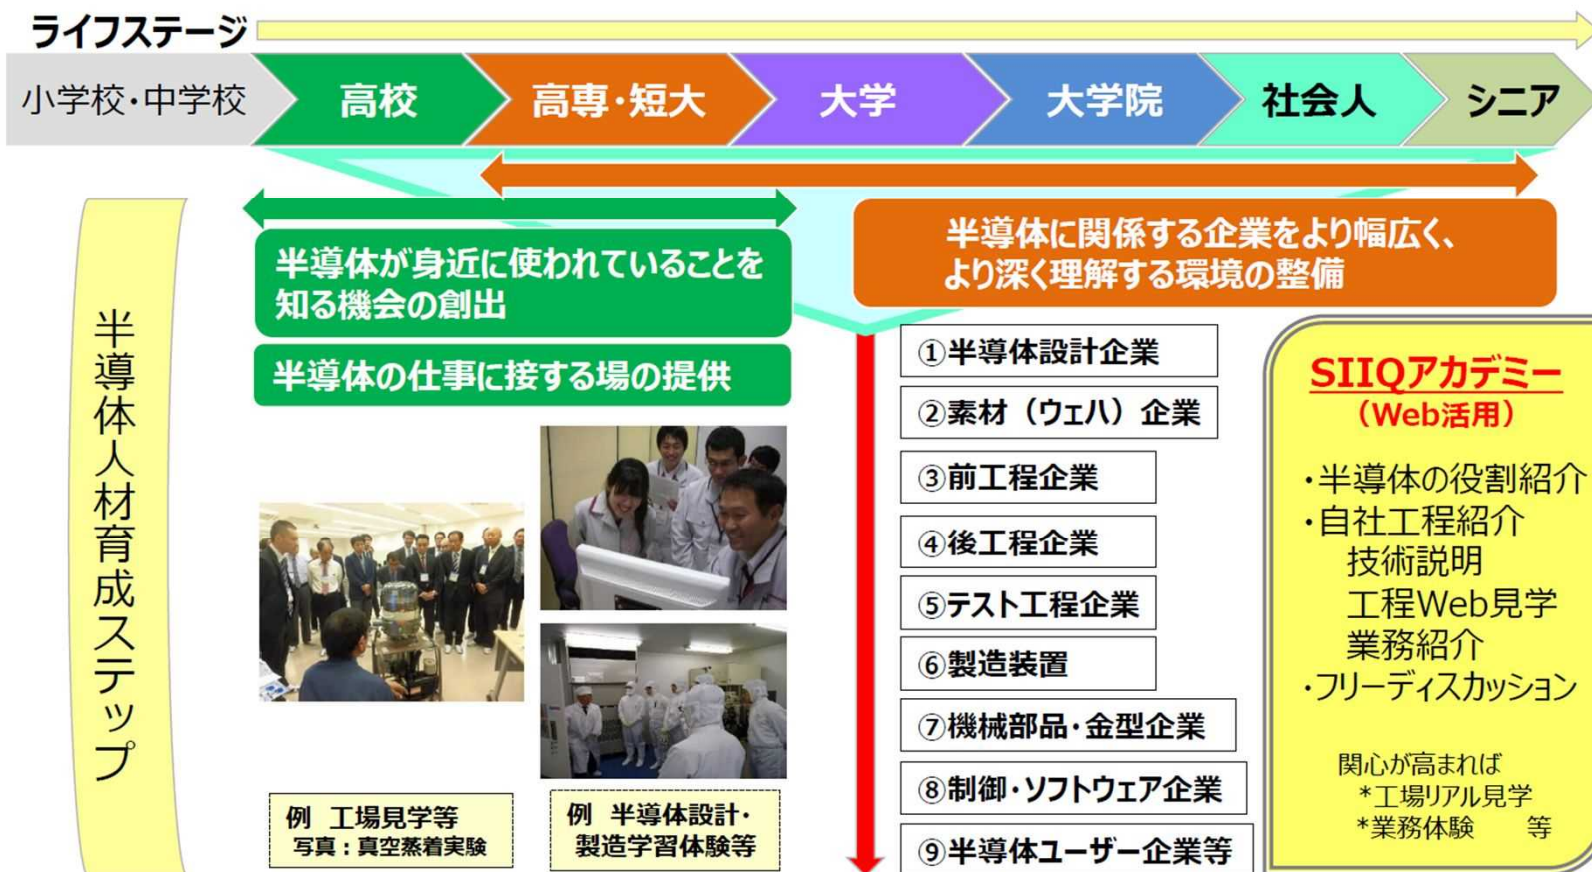 ライフステージ
小学校・中学校
高校
高専・短大
大学
大学院
社会人
シニア
半導体人材育成ステップ
半導体が身近に使われていることを
知る機会の創出
半導体の仕事に接する場の提供
例 工場見学等
写真：真空蒸着実験
例 半導体設計・
製造学習体験等
半導体に関係する企業をより幅広く、
より深く理解する環境の整備
①半導体設計企業
②素材（ウェハ）企業
③前工程企業
④後工程企業
⑤テスト工程企業
⑥製造装置
⑦機械部品・金型企業
⑧制御・ソフトウェア企業
⑨半導体ユーザー企業等
SIIQアカデミー
（Web活用）
・半導体の役割紹介
・自社工程紹介
技術説明
工程Web見学
業務紹介
・フリーディスカッション
関心が高まれば
*工場リアル見学
*業務体験 等